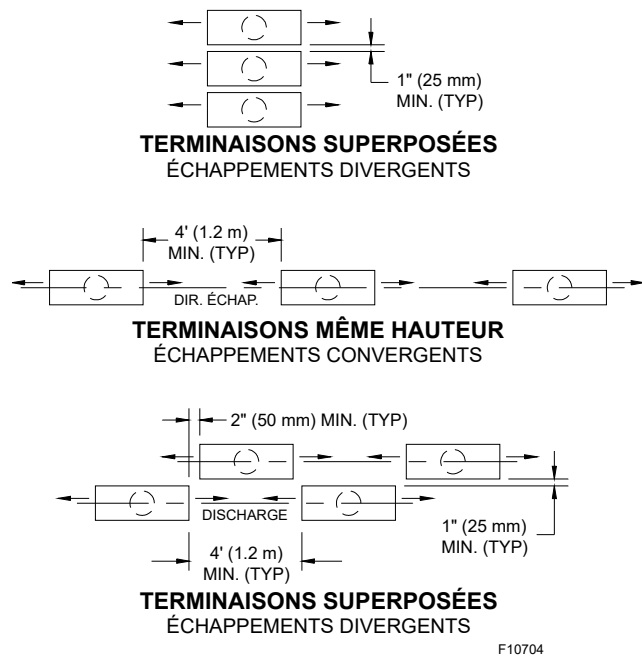 1" (25 mm)
MIN. (TYP)
TERMINAISONS SUPERPOSÉES
ÉCHAPPEMENTS DIVERGENTS
4' (1.2 m)
MIN. (TYP)
DIR. ÉCHAP.
TERMINAISONS MÊME HAUTEUR
ÉCHAPPEMENTS CONVERGENTS
2" (50 mm) MIN. (TYP)
DISCHARGE
1" (25 mm)
MIN. (TYP)
4' (1.2 m)
MIN. (TYP)
TERMINAISONS SUPERPOSÉES
ÉCHAPPEMENTS DIVERGENTS
F10704